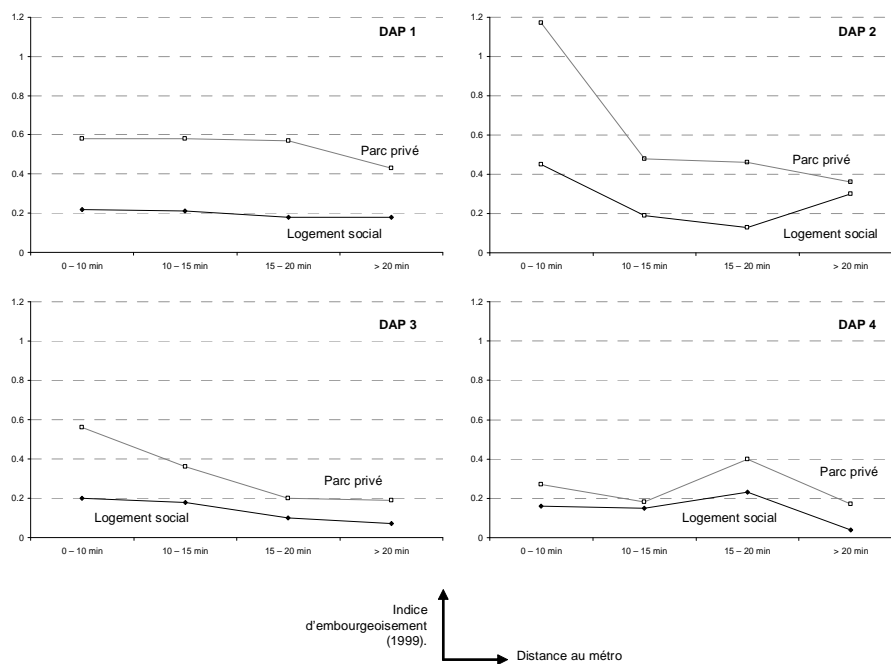 DAP 1
1.2
1
0.8
0.6
0.4
0.2
0
Parc privé
Logement social
0 – 10 min 10 – 15 min 15 – 20 min > 20 min
DAP 2
1.2
1
0.8
0.6
0.4
0.2
0
Parc privé
Logement social
0 – 10 min 10 – 15 min 15 – 20 min > 20 min
DAP 3
1.2
1
0.8
0.6
0.4
0.2
0
Parc privé
Logement social
0 – 10 min 10 – 15 min 15 – 20 min > 20 min
DAP 4
1.2
1
0.8
0.6
0.4
0.2
0
Parc privé
Logement social
0 – 10 min 10 – 15 min 15 – 20 min > 20 min
Indice
d'embourgeoisement
(1999).
Distance au métro